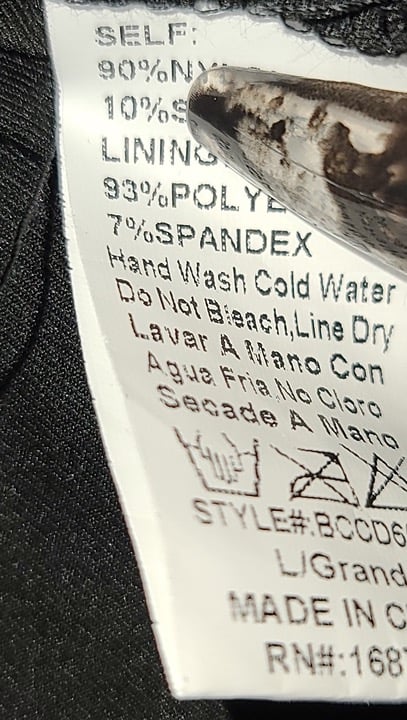 SELF:
90%NY
10%S
LINING
93%POLYE
7%SPANDEX
Hand Wash Cold Water
Do Not Bleach,Line Dry
Lavar A Mano Con
Agua Fria,No Cloro
Secade A Mano
STYLE#:BCCD6
L/Grand
MADE IN C
RN#:168